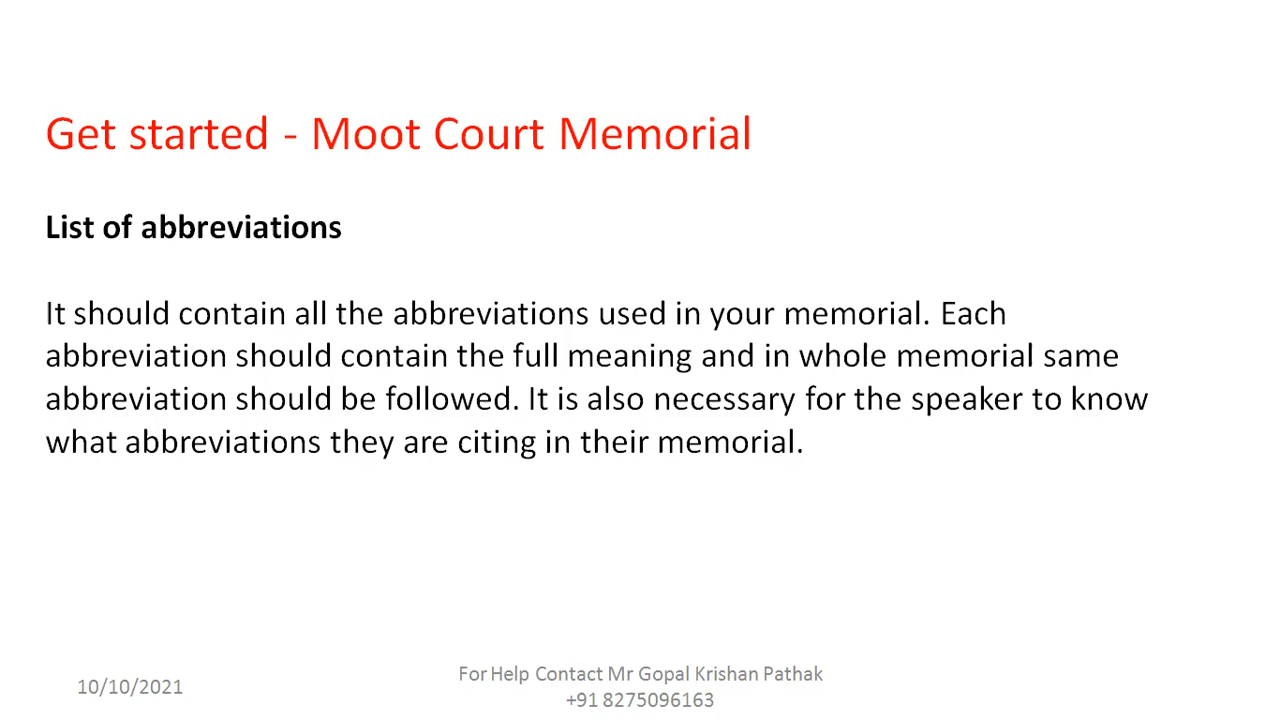 Get started - Moot Court Memorial
List of abbreviations
It should contain all the abbreviations used in your memorial. Each
abbreviation should contain the full meaning and in whole memorial same
abbreviation should be followed. It is also necessary for the speaker to know
what abbreviations they are citing in their memorial.
10/10/2021
For Help Contact Mr Gopal Krishan Pathak
+91 8275096163